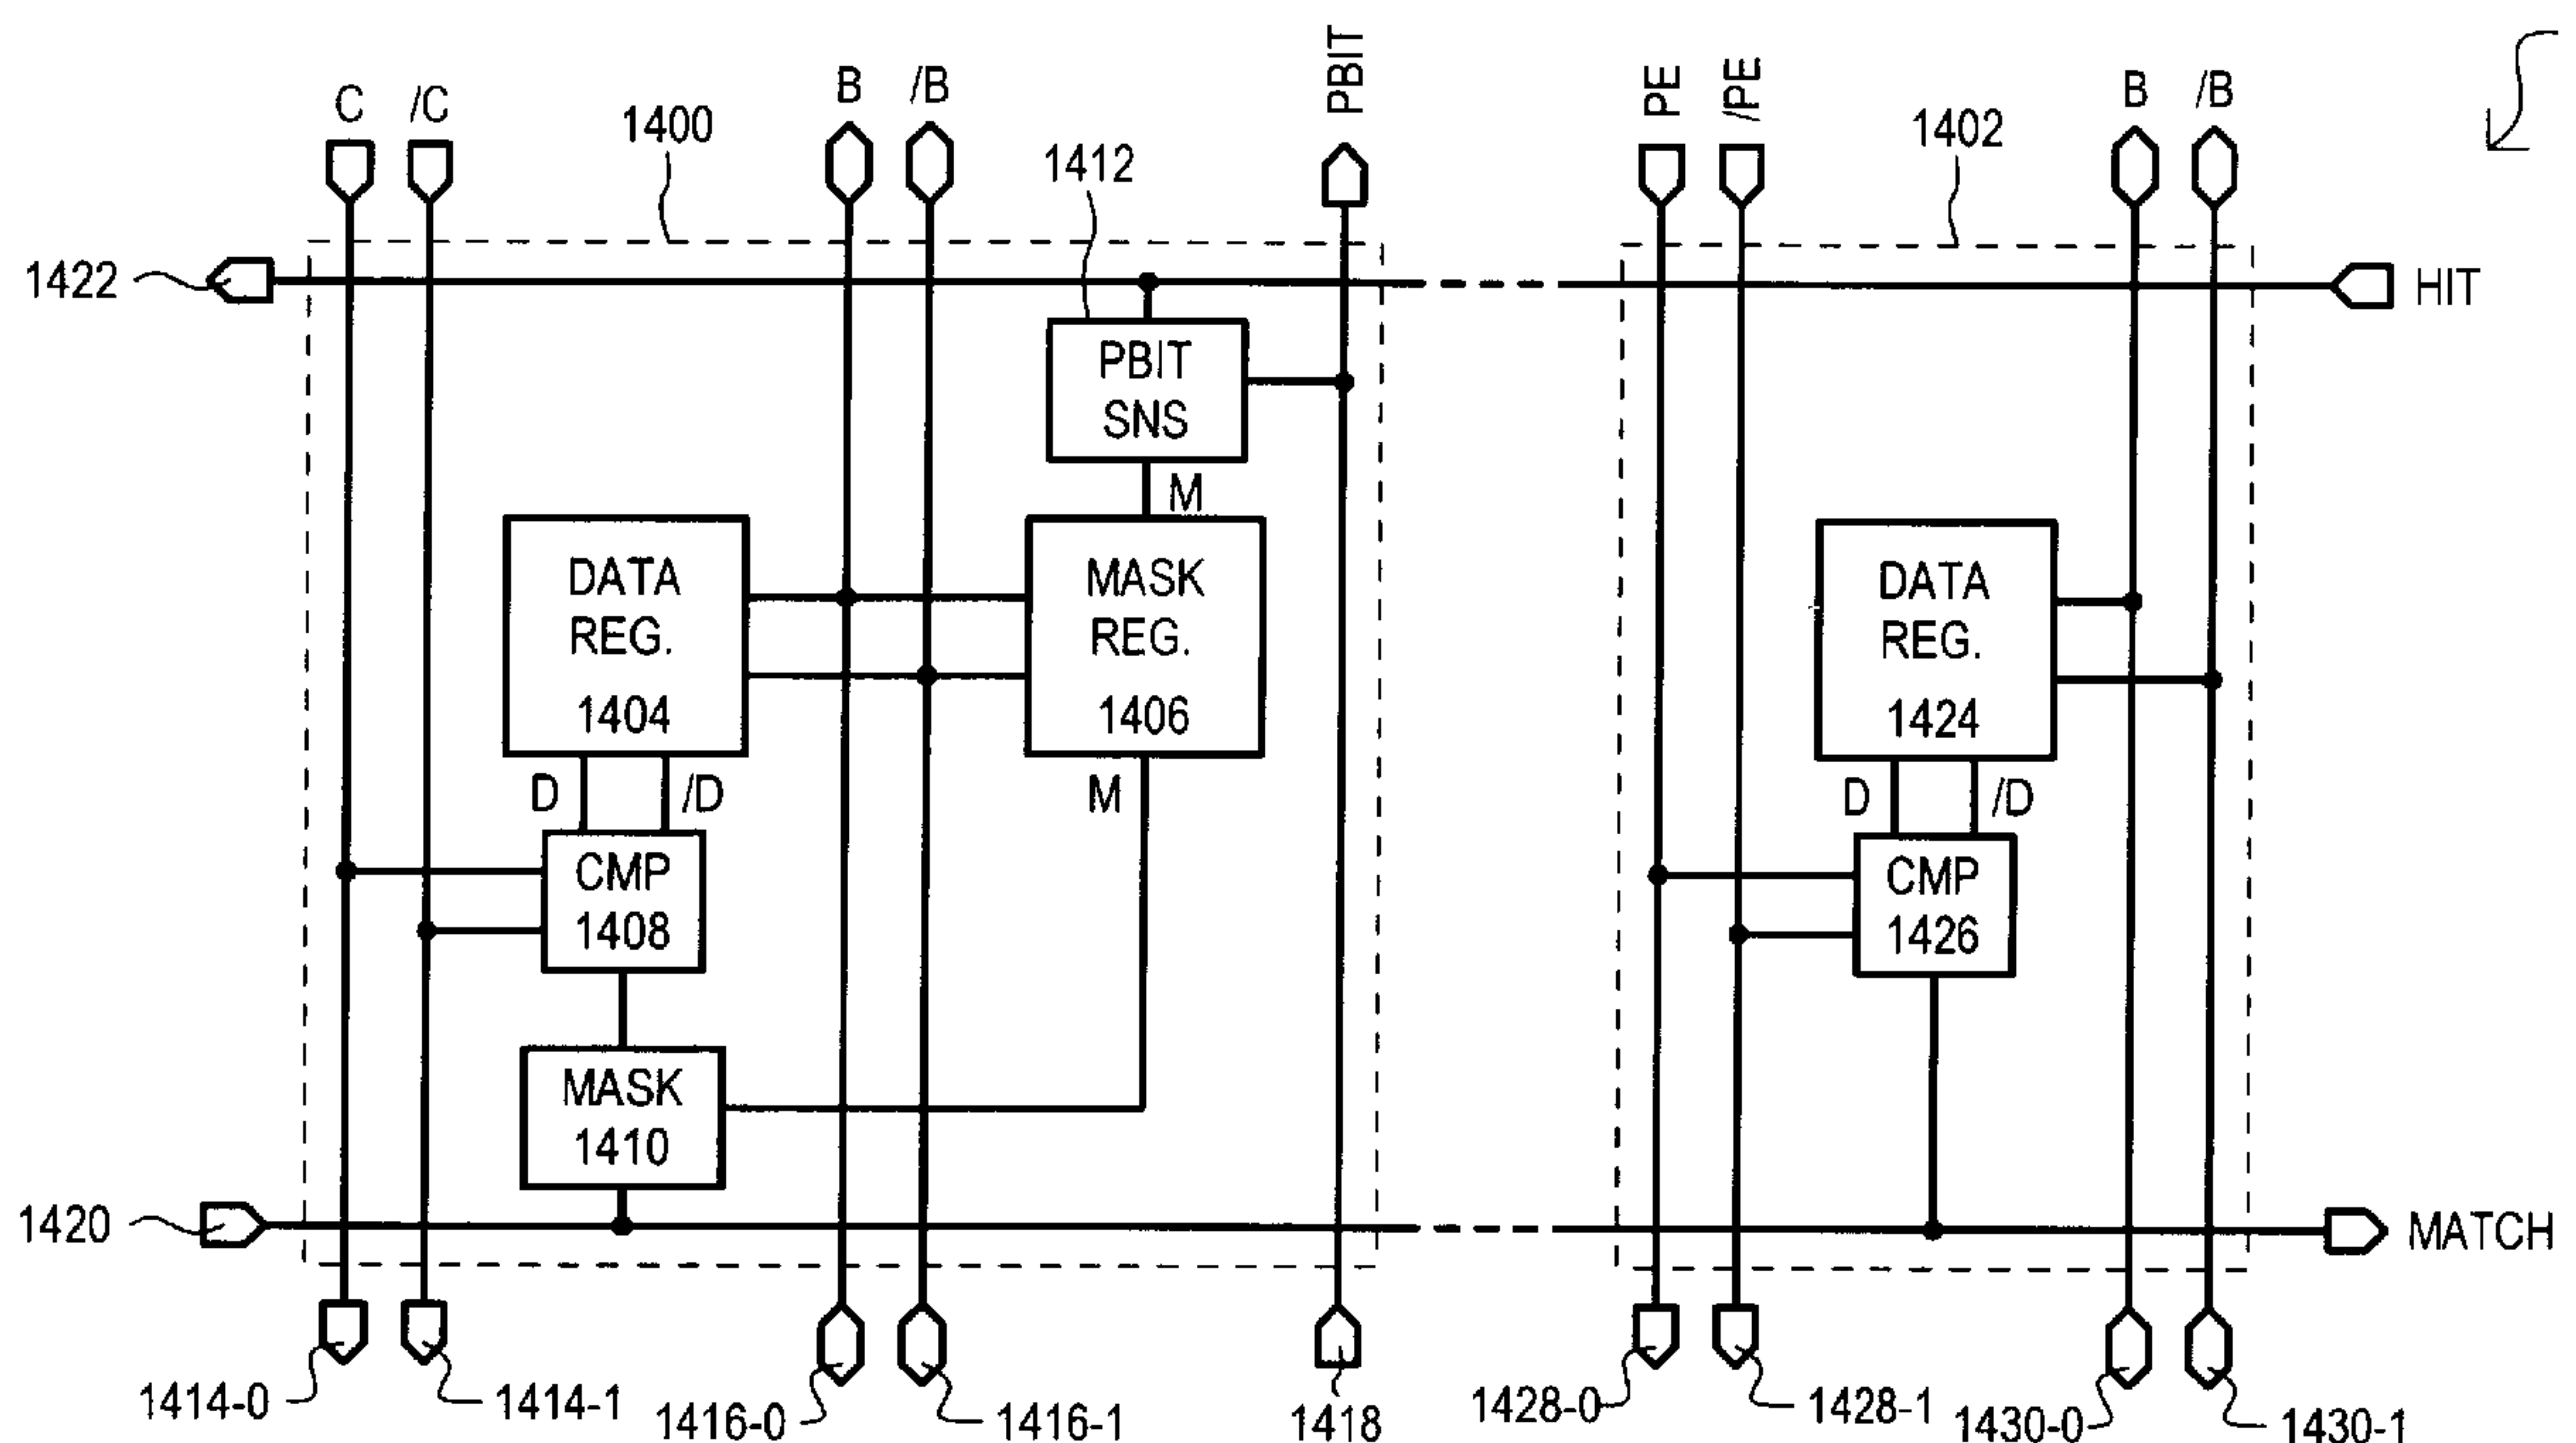 C /C B /B PBIT PE /PE B /B
1400 1412 1402
1422 HIT
PBIT
SNS
M
DATA
REG.
1404
MASK
REG.
1406
DATA
REG.
1424
D /D M D /D
CMP
1408
CMP
1426
MASK
1410
1420 MATCH
1414-0 1414-1 1416-0 1416-1 1418 1428-0 1428-1 1430-0 1430-1